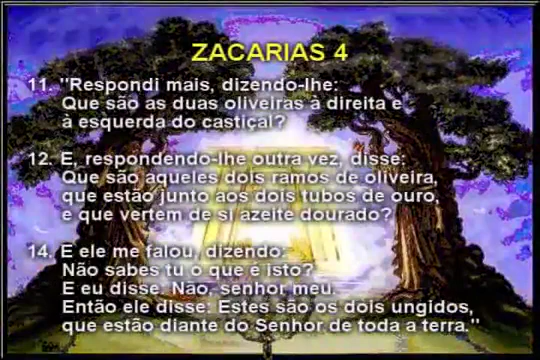 ZACARIAS 4
11. "Respondi mais, dizendo-lhe:
Que são as duas oliveiras à direita e
à esquerda do castiçal?
12. E, respondendo-lhe outra vez, disse:
Que são aqueles dois ramos de oliveira,
que estão junto aos dois tubos de ouro,
e que vertem de si azeite dourado?
14. E ele me falou, dizendo:
Não sabes tu o que é isto?
E eu disse: Não, senhor meu.
Então ele disse: Estes são os dois ungidos,
que estão diante do Senhor de toda a terra."